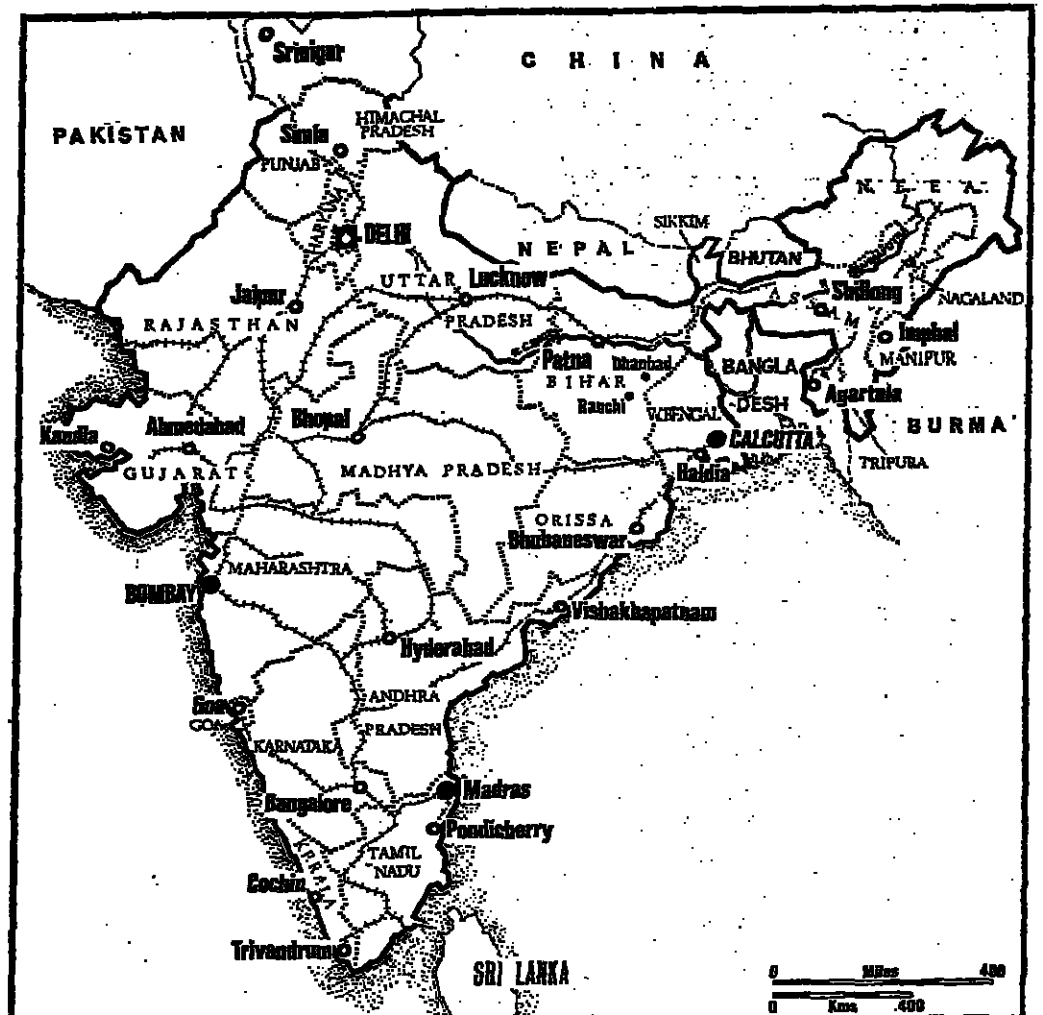 CHINA
Srinigar
PAKISTAN
HIMACHAL
PRADESH
Simla
PUNJAB
HARYANA
N.E.F.A.
DELHI
SIKKIM
NEPAL
BHUTAN
UTTAR
Lucknow
PRADESH
Jaipur
RAJASTHAN
ASSAM
Shillong
NAGALAND
Imphal
MANIPUR
Patna
Dhanbad
BIHAR
Ranchi
BANGLA
DESH
W.BENGAL
Agartala
BURMA
TRIPURA
Kandla
Ahmedabad
Bhopal
CALCUTTA
Haldia
GUJARAT
MADHYA PRADESH
ORISSA
Bhubaneswar
MAHARASHTRA
BOMBAY
Vishakhapatnam
Hyderabad
ANDHRA
PRADESH
Goa
GOA
KARNATAKA
Bangalore
Madras
Pondicherry
KERALA
TAMIL
NADU
Cochin
Trivandrum
SRI LANKA
0 Miles 400
0 Kms 400